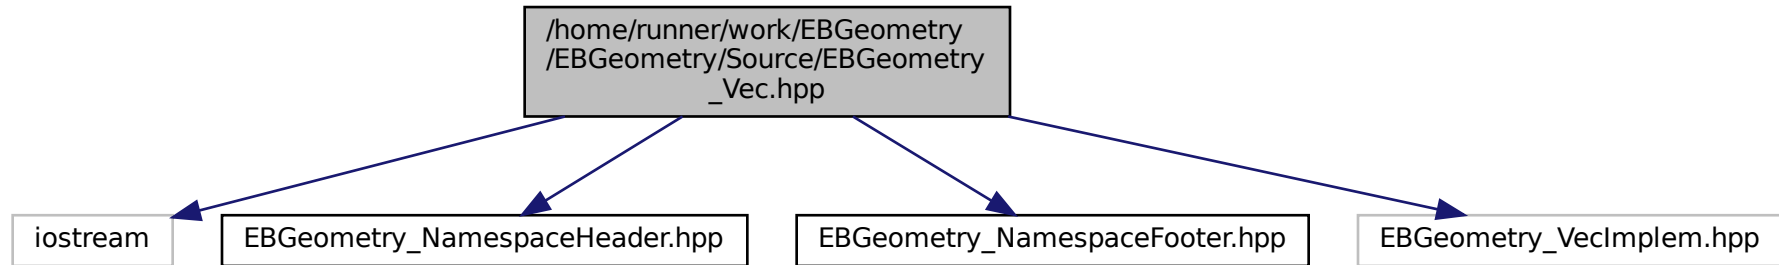 /home/runner/work/EBGeometry
/EBGeometry/Source/EBGeometry
_Vec.hpp
iostream
EBGeometry_NamespaceHeader.hpp
EBGeometry_NamespaceFooter.hpp
EBGeometry_VecImplem.hpp